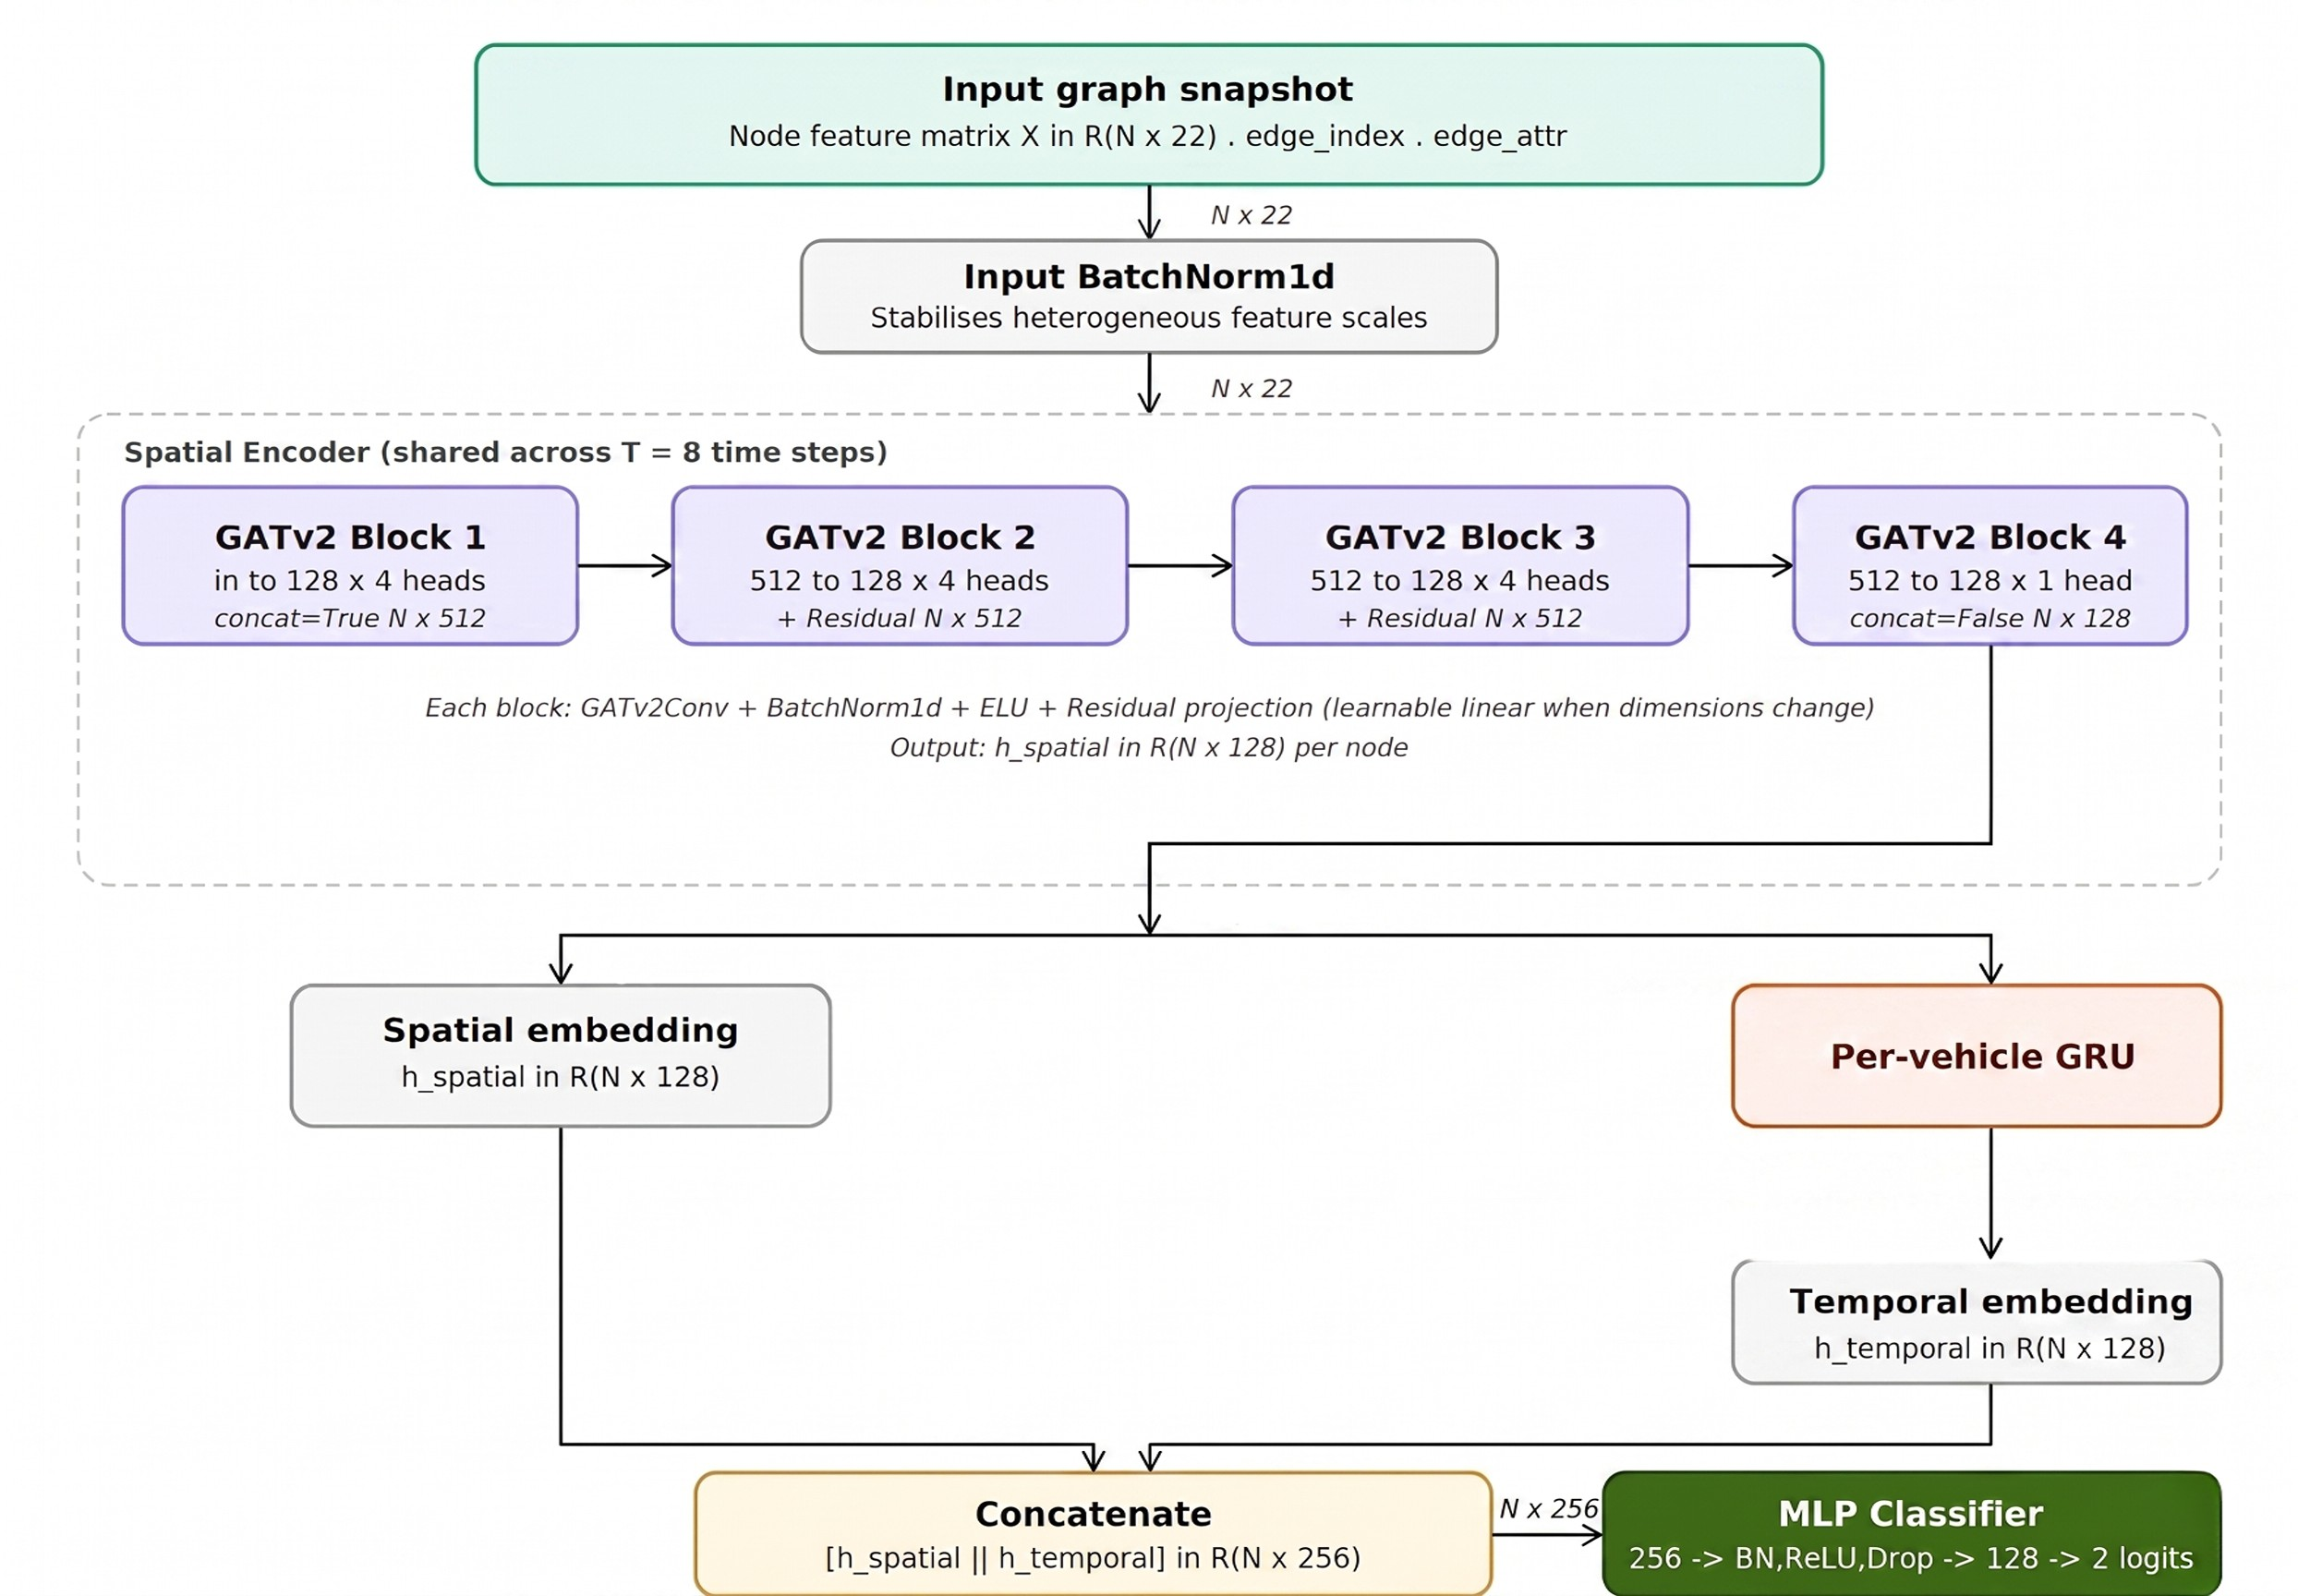 Input graph snapshot
Node feature matrix X in R(N x 22) . edge_index . edge_attr
N x 22
Input BatchNorm1d
Stabilises heterogeneous feature scales
N x 22
Spatial Encoder (shared across T = 8 time steps)
GATv2 Block 1
in to 128 x 4 heads
concat=True N x 512
GATv2 Block 2
512 to 128 x 4 heads
+ Residual N x 512
GATv2 Block 3
512 to 128 x 4 heads
+ Residual N x 512
GATv2 Block 4
512 to 128 x 1 head
concat=False N x 128
Each block: GATv2Conv + BatchNorm1d + ELU + Residual projection (learnable linear when dimensions change)
Output: h_spatial in R(N x 128) per node
Spatial embedding
h_spatial in R(N x 128)
Per-vehicle GRU
Temporal embedding
h_temporal in R(N x 128)
Concatenate
[h_spatial || h_temporal] in R(N x 256)
N x 256
MLP Classifier
256 -> BN,ReLU,Drop -> 128 -> 2 logits